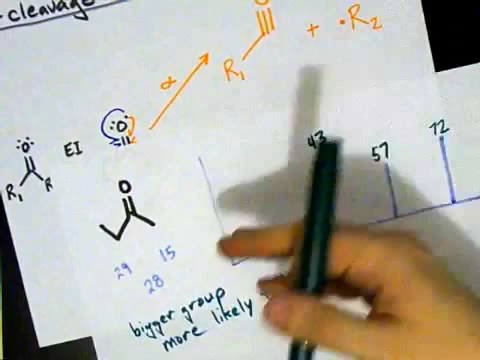 -cleavage
O
R₁
+ ·R₂
α
O
R₁ R
EI
O
O
43
57
72
29 15
28
bigger group
more likely